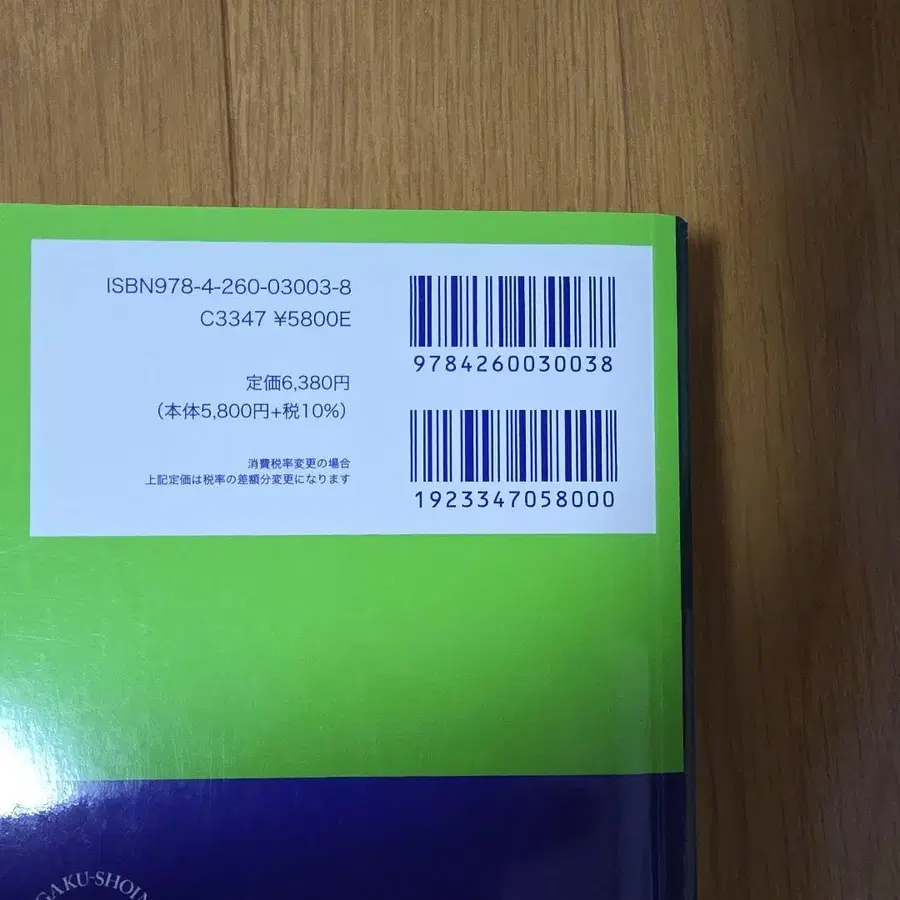 ISBN978-4-260-03003-8
C3347 ¥5800E
定価6,380円
(本体5,800円+税10%)
消費税率変更の場合
上記定価は税率の差額分変更になります
9784260030038
1923347058000
GAKU-SHOIN